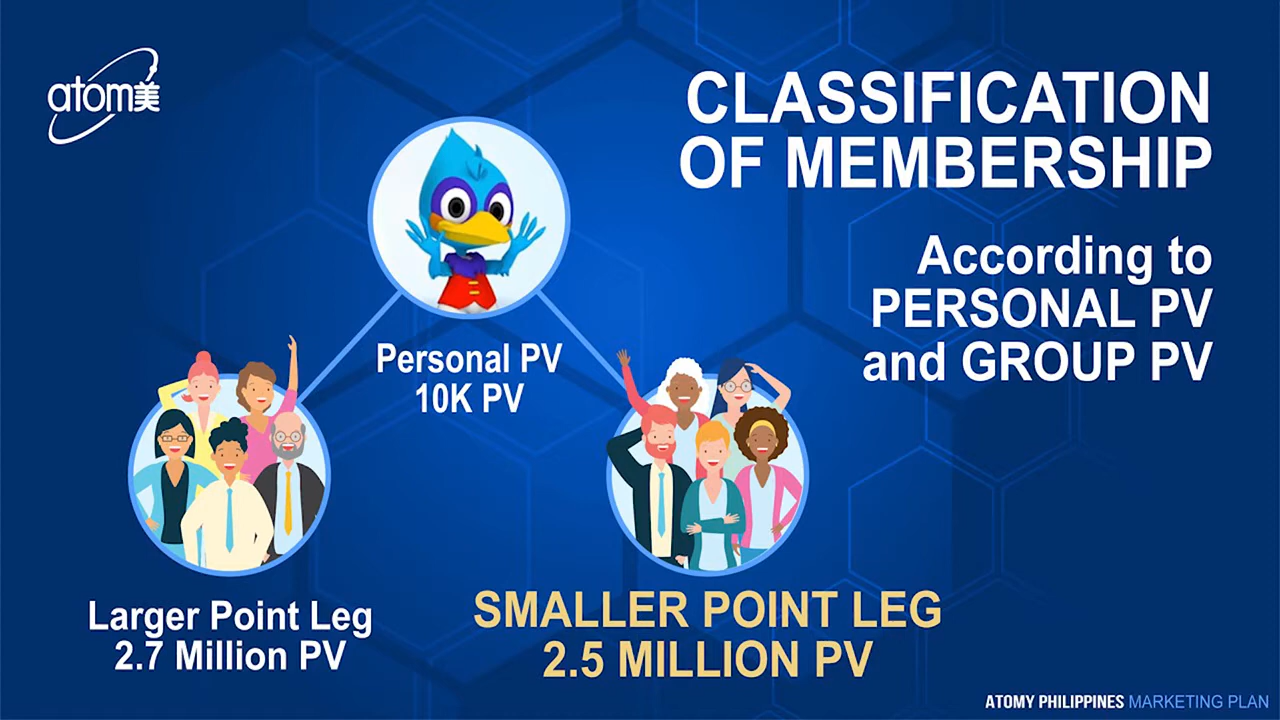 atom美
CLASSIFICATION
OF MEMBERSHIP
According to
PERSONAL PV
and GROUP PV
Personal PV
10K PV
Larger Point Leg
2.7 Million PV
SMALLER POINT LEG
2.5 MILLION PV
ATOMY PHILIPPINES MARKETING PLAN